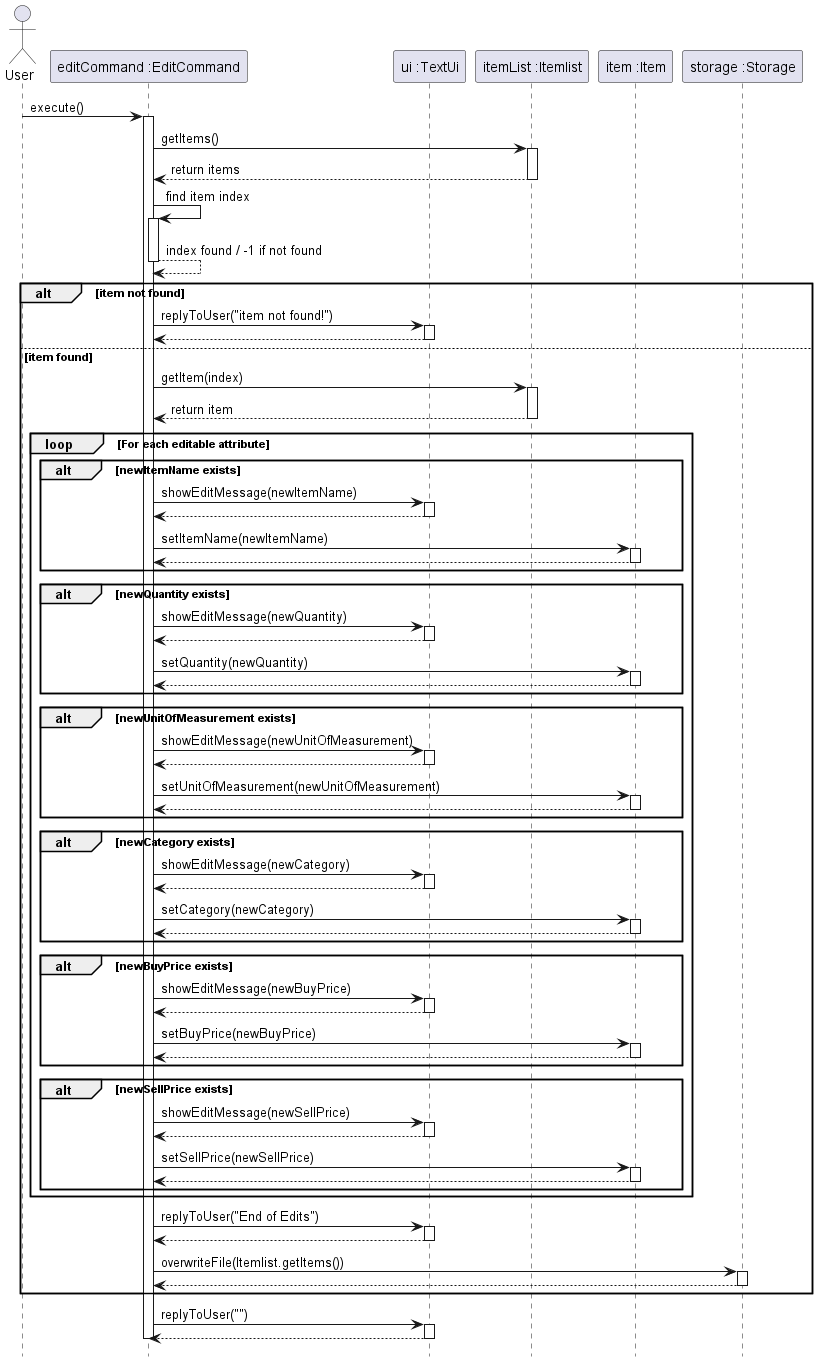 User
editCommand :EditCommand
ui :TextUi
itemList :Itemlist
item :Item
storage :Storage
execute()
getItems()
return items
find item index
index found / -1 if not found
alt [item not found]
replyToUser("item not found!")
[item found]
getItem(index)
return item
loop [For each editable attribute]
alt [newItemName exists]
showEditMessage(newItemName)
setItemName(newItemName)
alt [newQuantity exists]
showEditMessage(newQuantity)
setQuantity(newQuantity)
alt [newUnitOfMeasurement exists]
showEditMessage(newUnitOfMeasurement)
setUnitOfMeasurement(newUnitOfMeasurement)
alt [newCategory exists]
showEditMessage(newCategory)
setCategory(newCategory)
alt [newBuyPrice exists]
showEditMessage(newBuyPrice)
setBuyPrice(newBuyPrice)
alt [newSellPrice exists]
showEditMessage(newSellPrice)
setSellPrice(newSellPrice)
replyToUser("End of Edits")
overwriteFile(Itemlist.getItems())
replyToUser("")